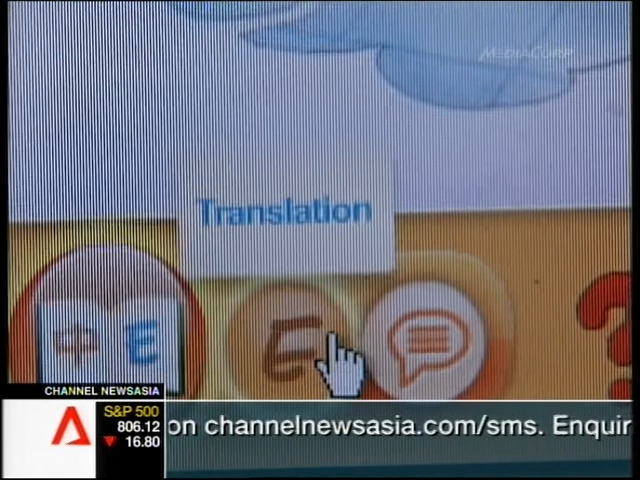 MEDIACORP
Translation
中 E
E
?
CHANNEL NEWSASIA
S&P 500
806.12
▼ 16.80
on channelnewsasia.com/sms. Enquir